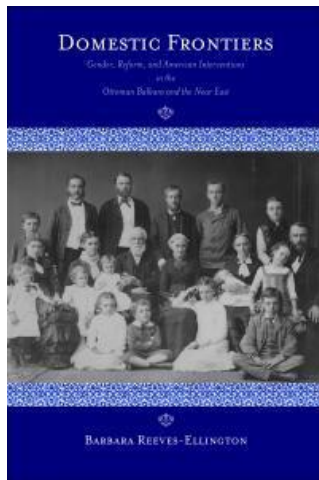 DOMESTIC FRONTIERS
Gender, Reform, and American Interventions
in the
Ottoman Balkans and the Near East
BARBARA REEVES-ELLINGTON